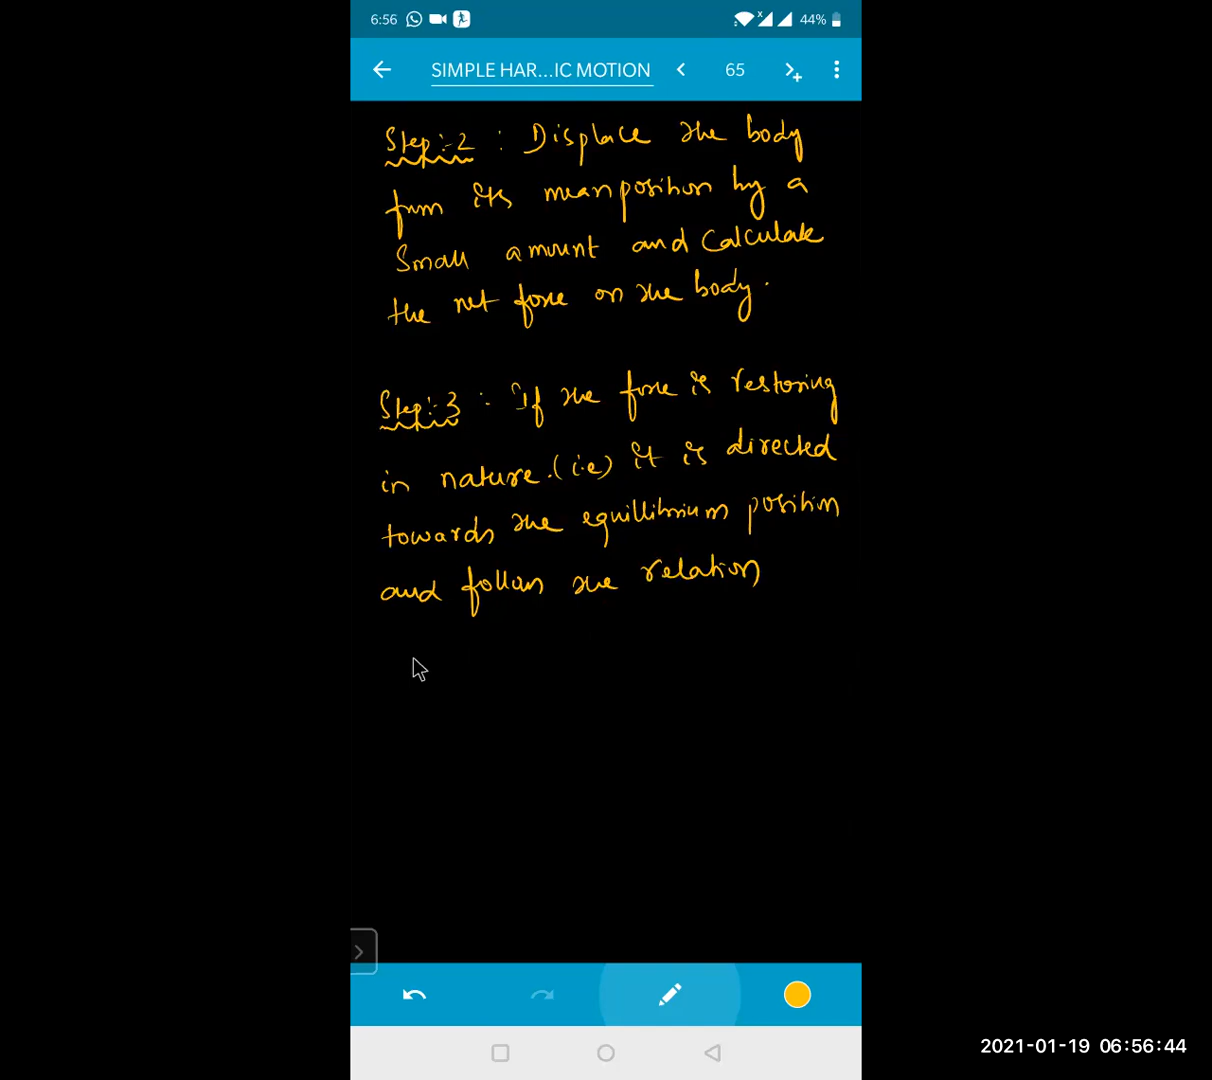 6:56
44%
SIMPLE HAR...IC MOTION
65
Step:-2 : Displace the body
from its mean position by a
Small amount and Calculate
the net force on the body.
Step:-3 : If the force is restoring
in nature. (i.e) it is directed
towards the equillibrium position
and follow the relation
2021-01-19 06:56:44